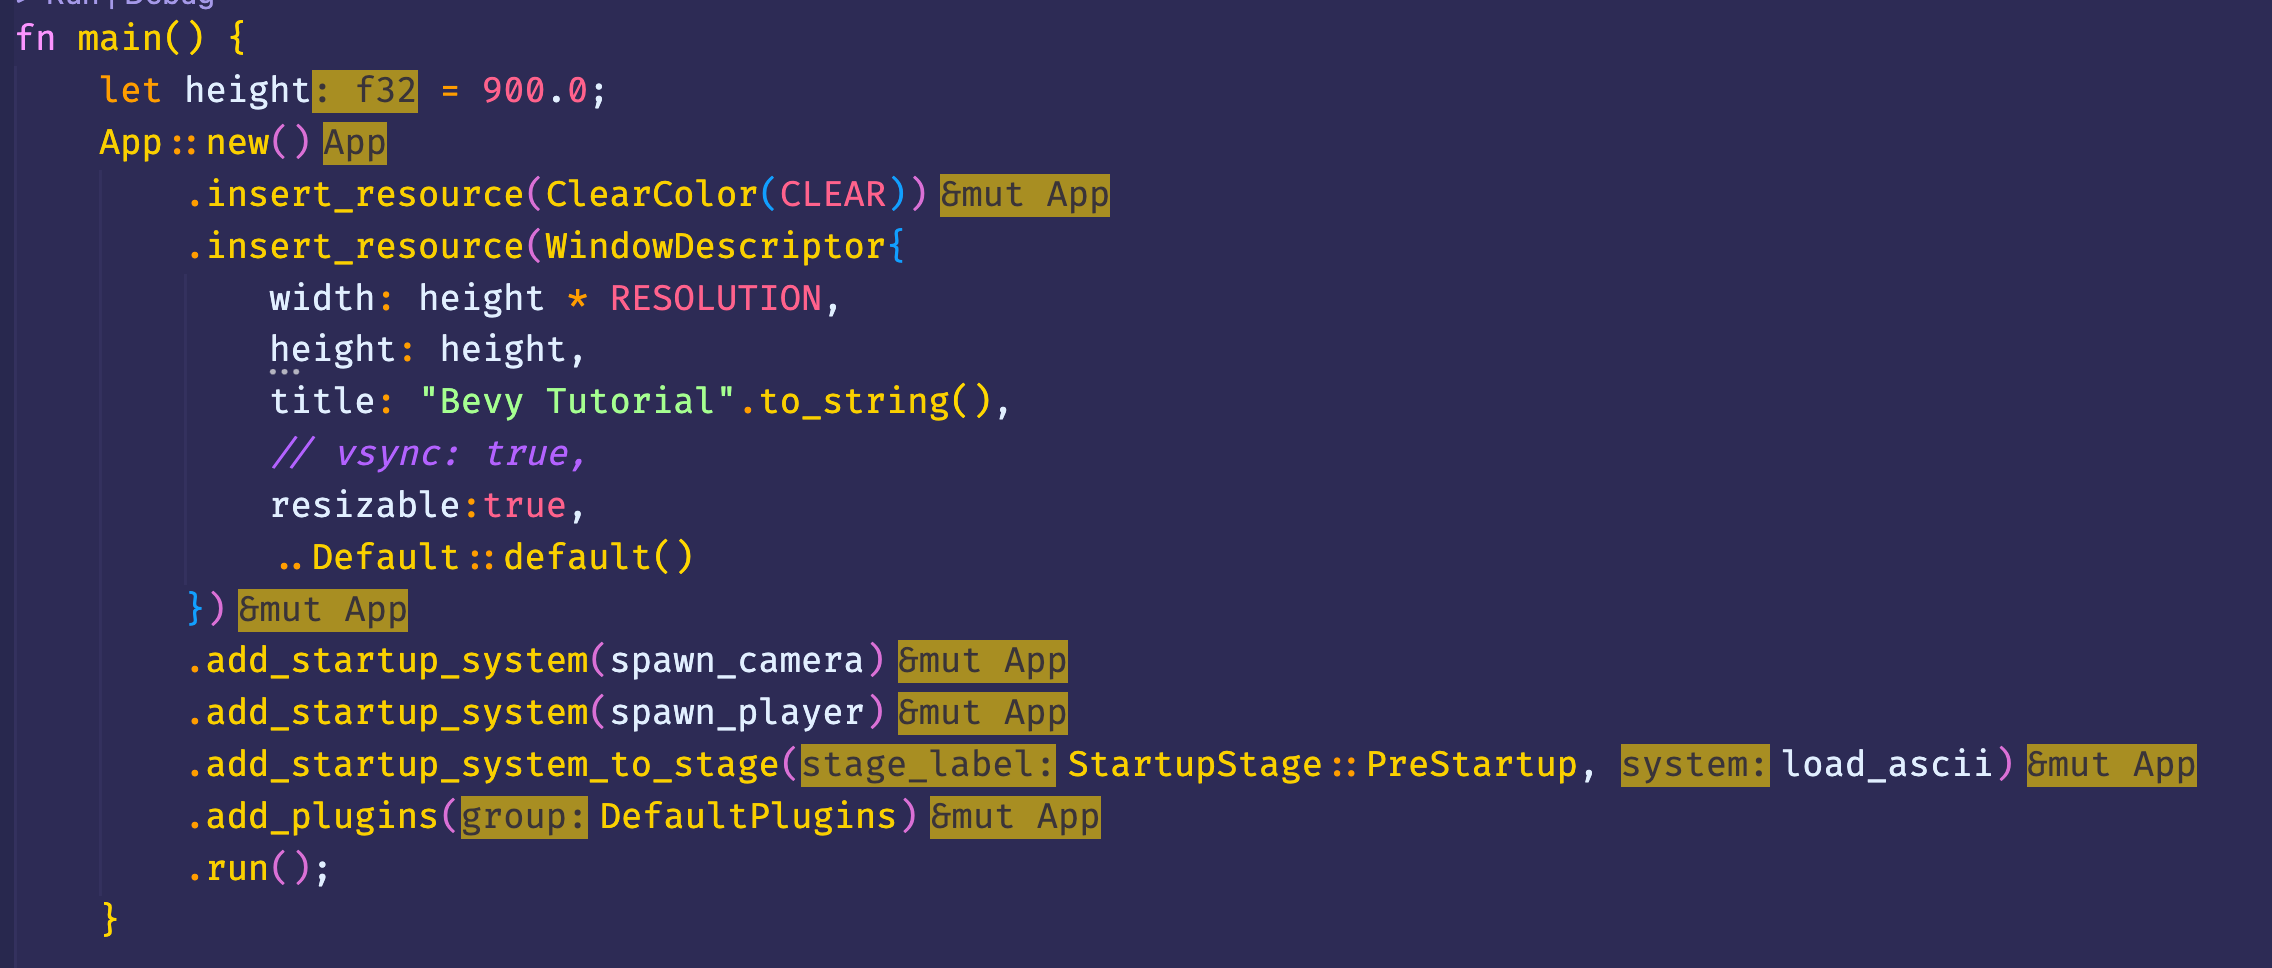 Run | Debug
fn main() {
let height: f32 = 900.0;
App::new() App
.insert_resource(ClearColor(CLEAR)) &mut App
.insert_resource(WindowDescriptor{
width: height * RESOLUTION,
height: height,
title: "Bevy Tutorial".to_string(),
// vsync: true,
resizable:true,
..Default::default()
}) &mut App
.add_startup_system(spawn_camera) &mut App
.add_startup_system(spawn_player) &mut App
.add_startup_system_to_stage(stage_label: StartupStage::PreStartup, system: load_ascii) &mut App
.add_plugins(group: DefaultPlugins) &mut App
.run();
}